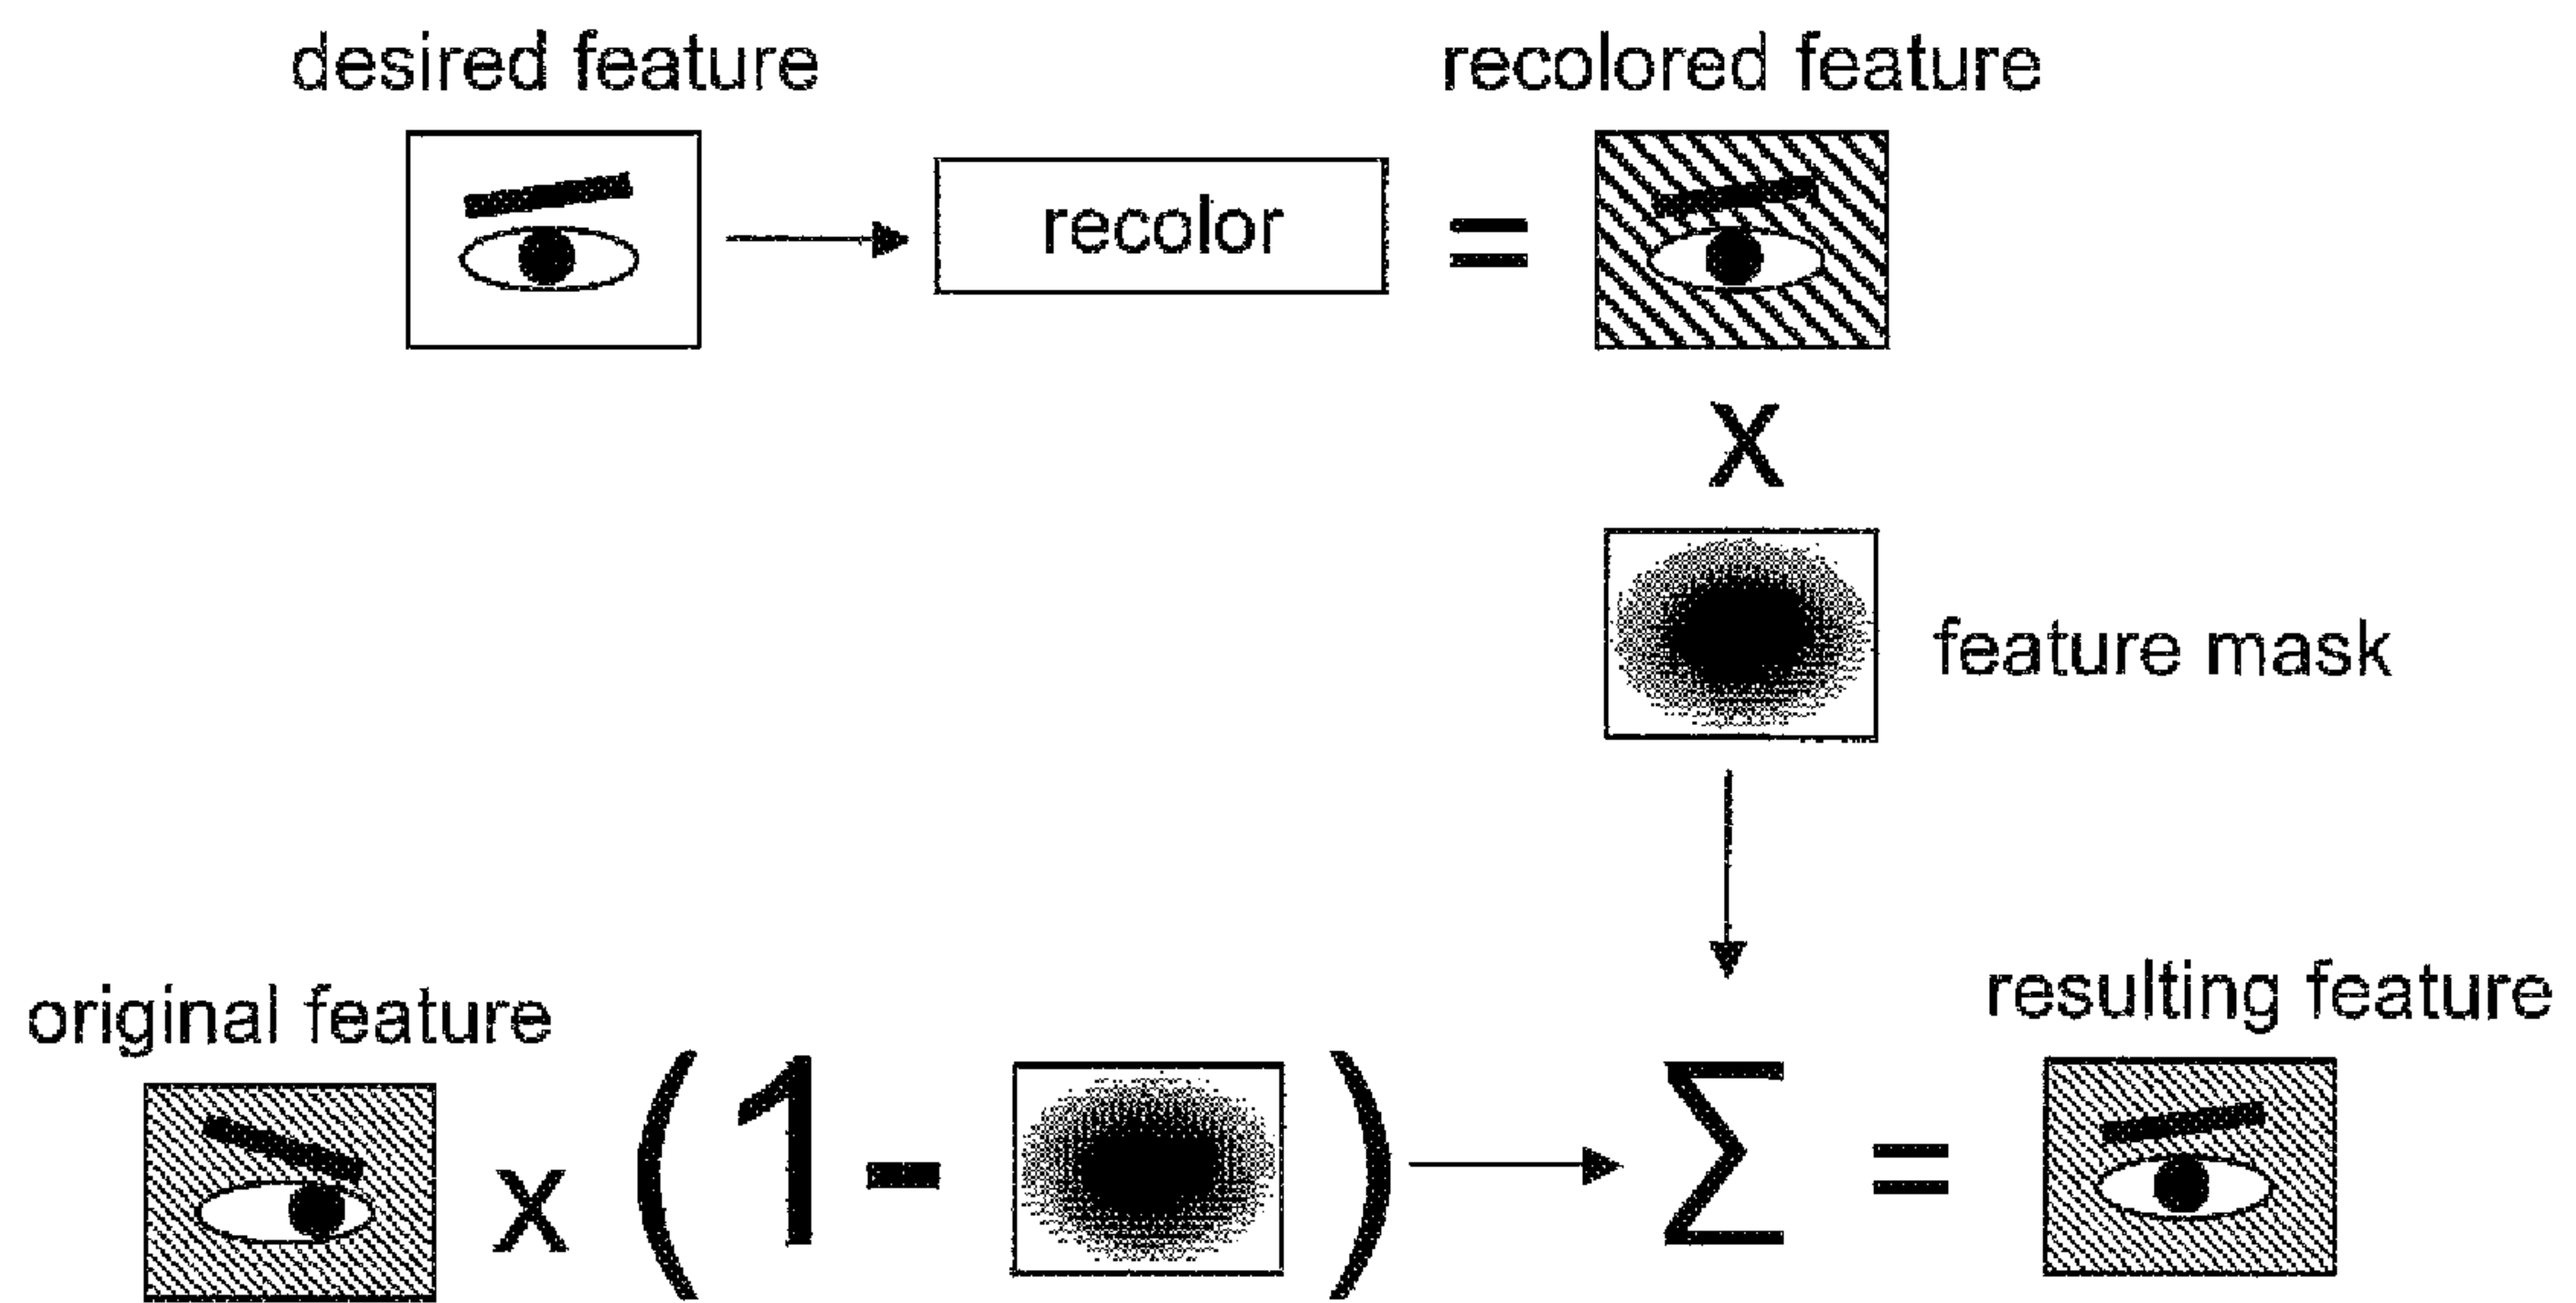 desired feature
recolored feature
recolor
=
x
feature mask
original feature
resulting feature
x (1 - ) Σ =